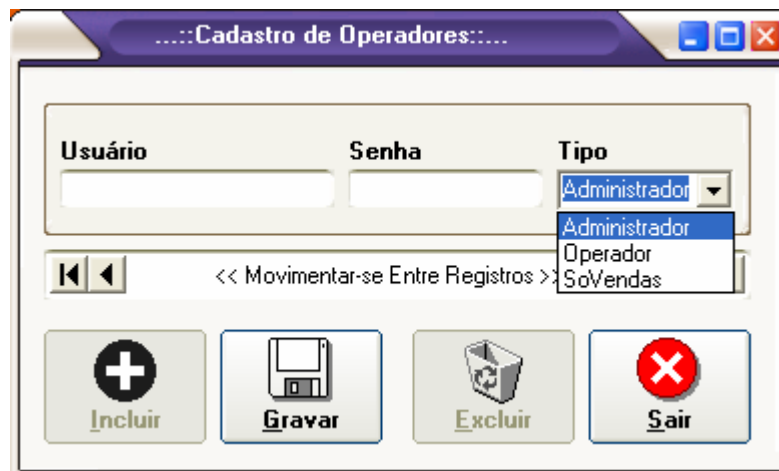 ...::Cadastro de Operadores::...
Usuário Senha Tipo
Administrador
Administrador
Operador
SoVendas
<< Movimentar-se Entre Registros >>
Incluir Gravar Excluir Sair